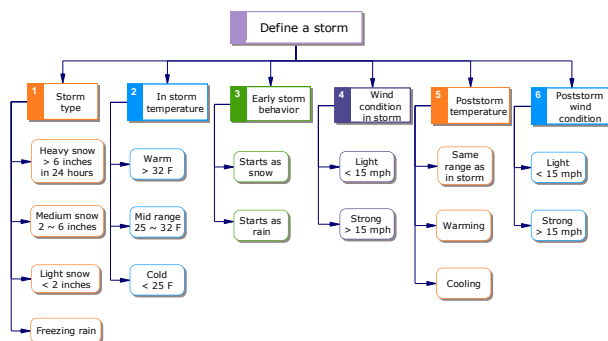 Define a storm
1
Storm
type
2
In storm
temperature
3
Early storm
behavior
4
Wind condition
in storm
5
Poststorm
temperature
6
Poststorm
wind
condition
Heavy snow
> 6 inches
in 24 hours
Medium snow
2 ~ 6 inches
Light snow
< 2 inches
Freezing rain
Warm
> 32 F
Mid range
25 ~ 32 F
Cold
< 25 F
Starts as
snow
Starts as
rain
Light
< 15 mph
Strong
> 15 mph
Same
range as
in storm
Warming
Cooling
Light
< 15 mph
Strong
> 15 mph